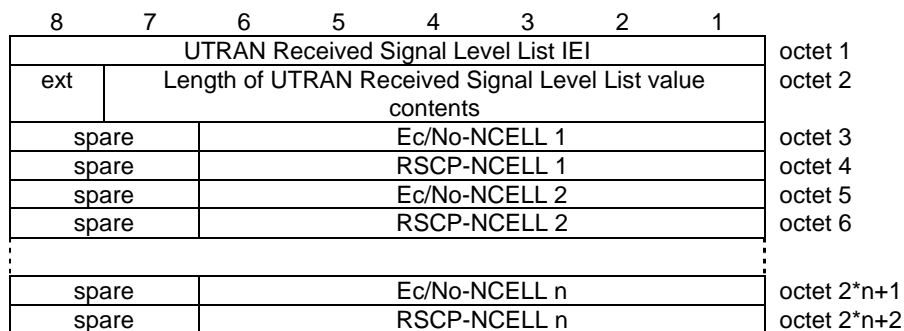 8 7 6 5 4 3 2 1
UTRAN Received Signal Level List IEI octet 1
ext Length of UTRAN Received Signal Level List value octet 2
contents
spare Ec/No-NCELL 1 octet 3
spare RSCP-NCELL 1 octet 4
spare Ec/No-NCELL 2 octet 5
spare RSCP-NCELL 2 octet 6
spare Ec/No-NCELL n octet 2*n+1
spare RSCP-NCELL n octet 2*n+2